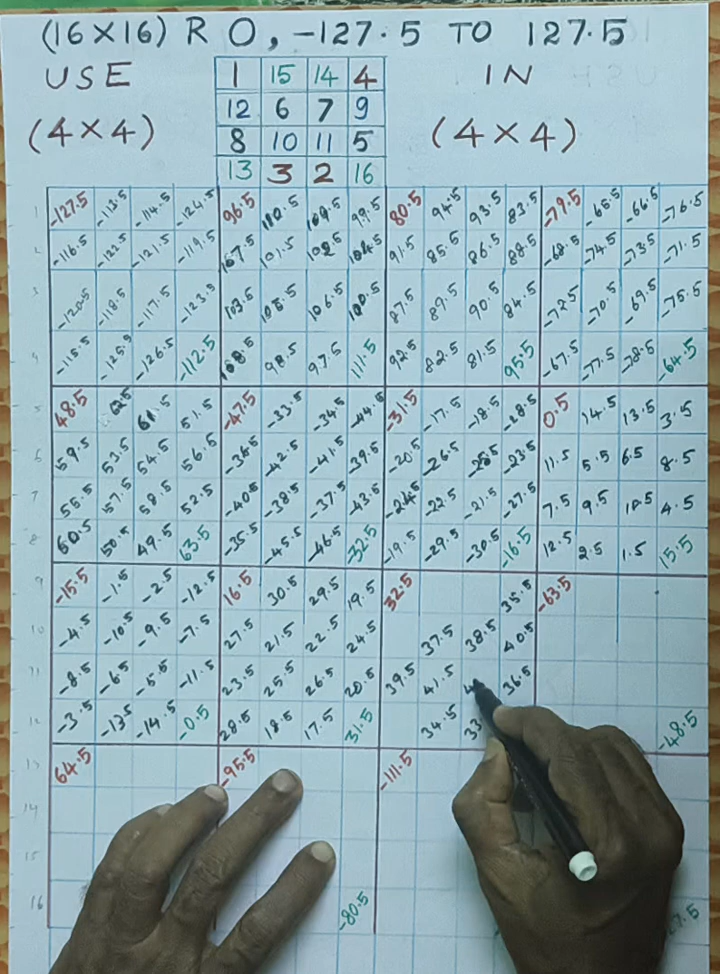 (16×16) R O, -127.5 TO 127.5
USE 1 15 14 4 IN
12 6 7 9
(4×4) 8 10 11 5 (4×4)
13 3 2 16
1 -127.5 -113.5 -114.5 -124.5 96.5 110.5 109.5 99.5 80.5 94.5 93.5 83.5 -79.5 -65.5 -66.5 -76.5
2 -116.5 -122.5 -121.5 -119.5 107.5 101.5 102.5 104.5 91.5 85.5 86.5 88.5 -68.5 -74.5 -73.5 -71.5
3 -120.5 -118.5 -117.5 -123.5 103.5 105.5 106.5 100.5 87.5 89.5 90.5 84.5 -72.5 -70.5 -69.5 -75.5
4 -115.5 -125.5 -126.5 -112.5 108.5 98.5 97.5 111.5 92.5 82.5 81.5 95.5 -67.5 -77.5 -78.5 -64.5
5 48.5 62.5 61.5 51.5 -47.5 -33.5 -34.5 -44.5 -31.5 -17.5 -18.5 -28.5 0.5 14.5 13.5 3.5
6 59.5 53.5 54.5 56.5 -36.5 -42.5 -41.5 -39.5 -20.5 -26.5 -25.5 -23.5 11.5 5.5 6.5 8.5
7 55.5 57.5 58.5 52.5 -40.5 -38.5 -37.5 -43.5 -24.5 -22.5 -21.5 -27.5 7.5 9.5 10.5 4.5
8 60.5 50.5 49.5 63.5 -35.5 -45.5 -46.5 -32.5 -19.5 -29.5 -30.5 -16.5 12.5 2.5 1.5 15.5
9 -15.5 -1.5 -2.5 -12.5 16.5 30.5 29.5 19.5 32.5 35.5 -63.5
10 -4.5 -10.5 -9.5 -7.5 27.5 21.5 22.5 24.5 37.5 38.5 40.5
11 -8.5 -6.5 -5.5 -11.5 23.5 25.5 26.5 20.5 39.5 41.5 36.5
12 -3.5 -13.5 -14.5 -0.5 28.5 18.5 17.5 31.5 34.5 33 -48.5
13 64.5 -95.5 -111.5
14
15
16 -80.5